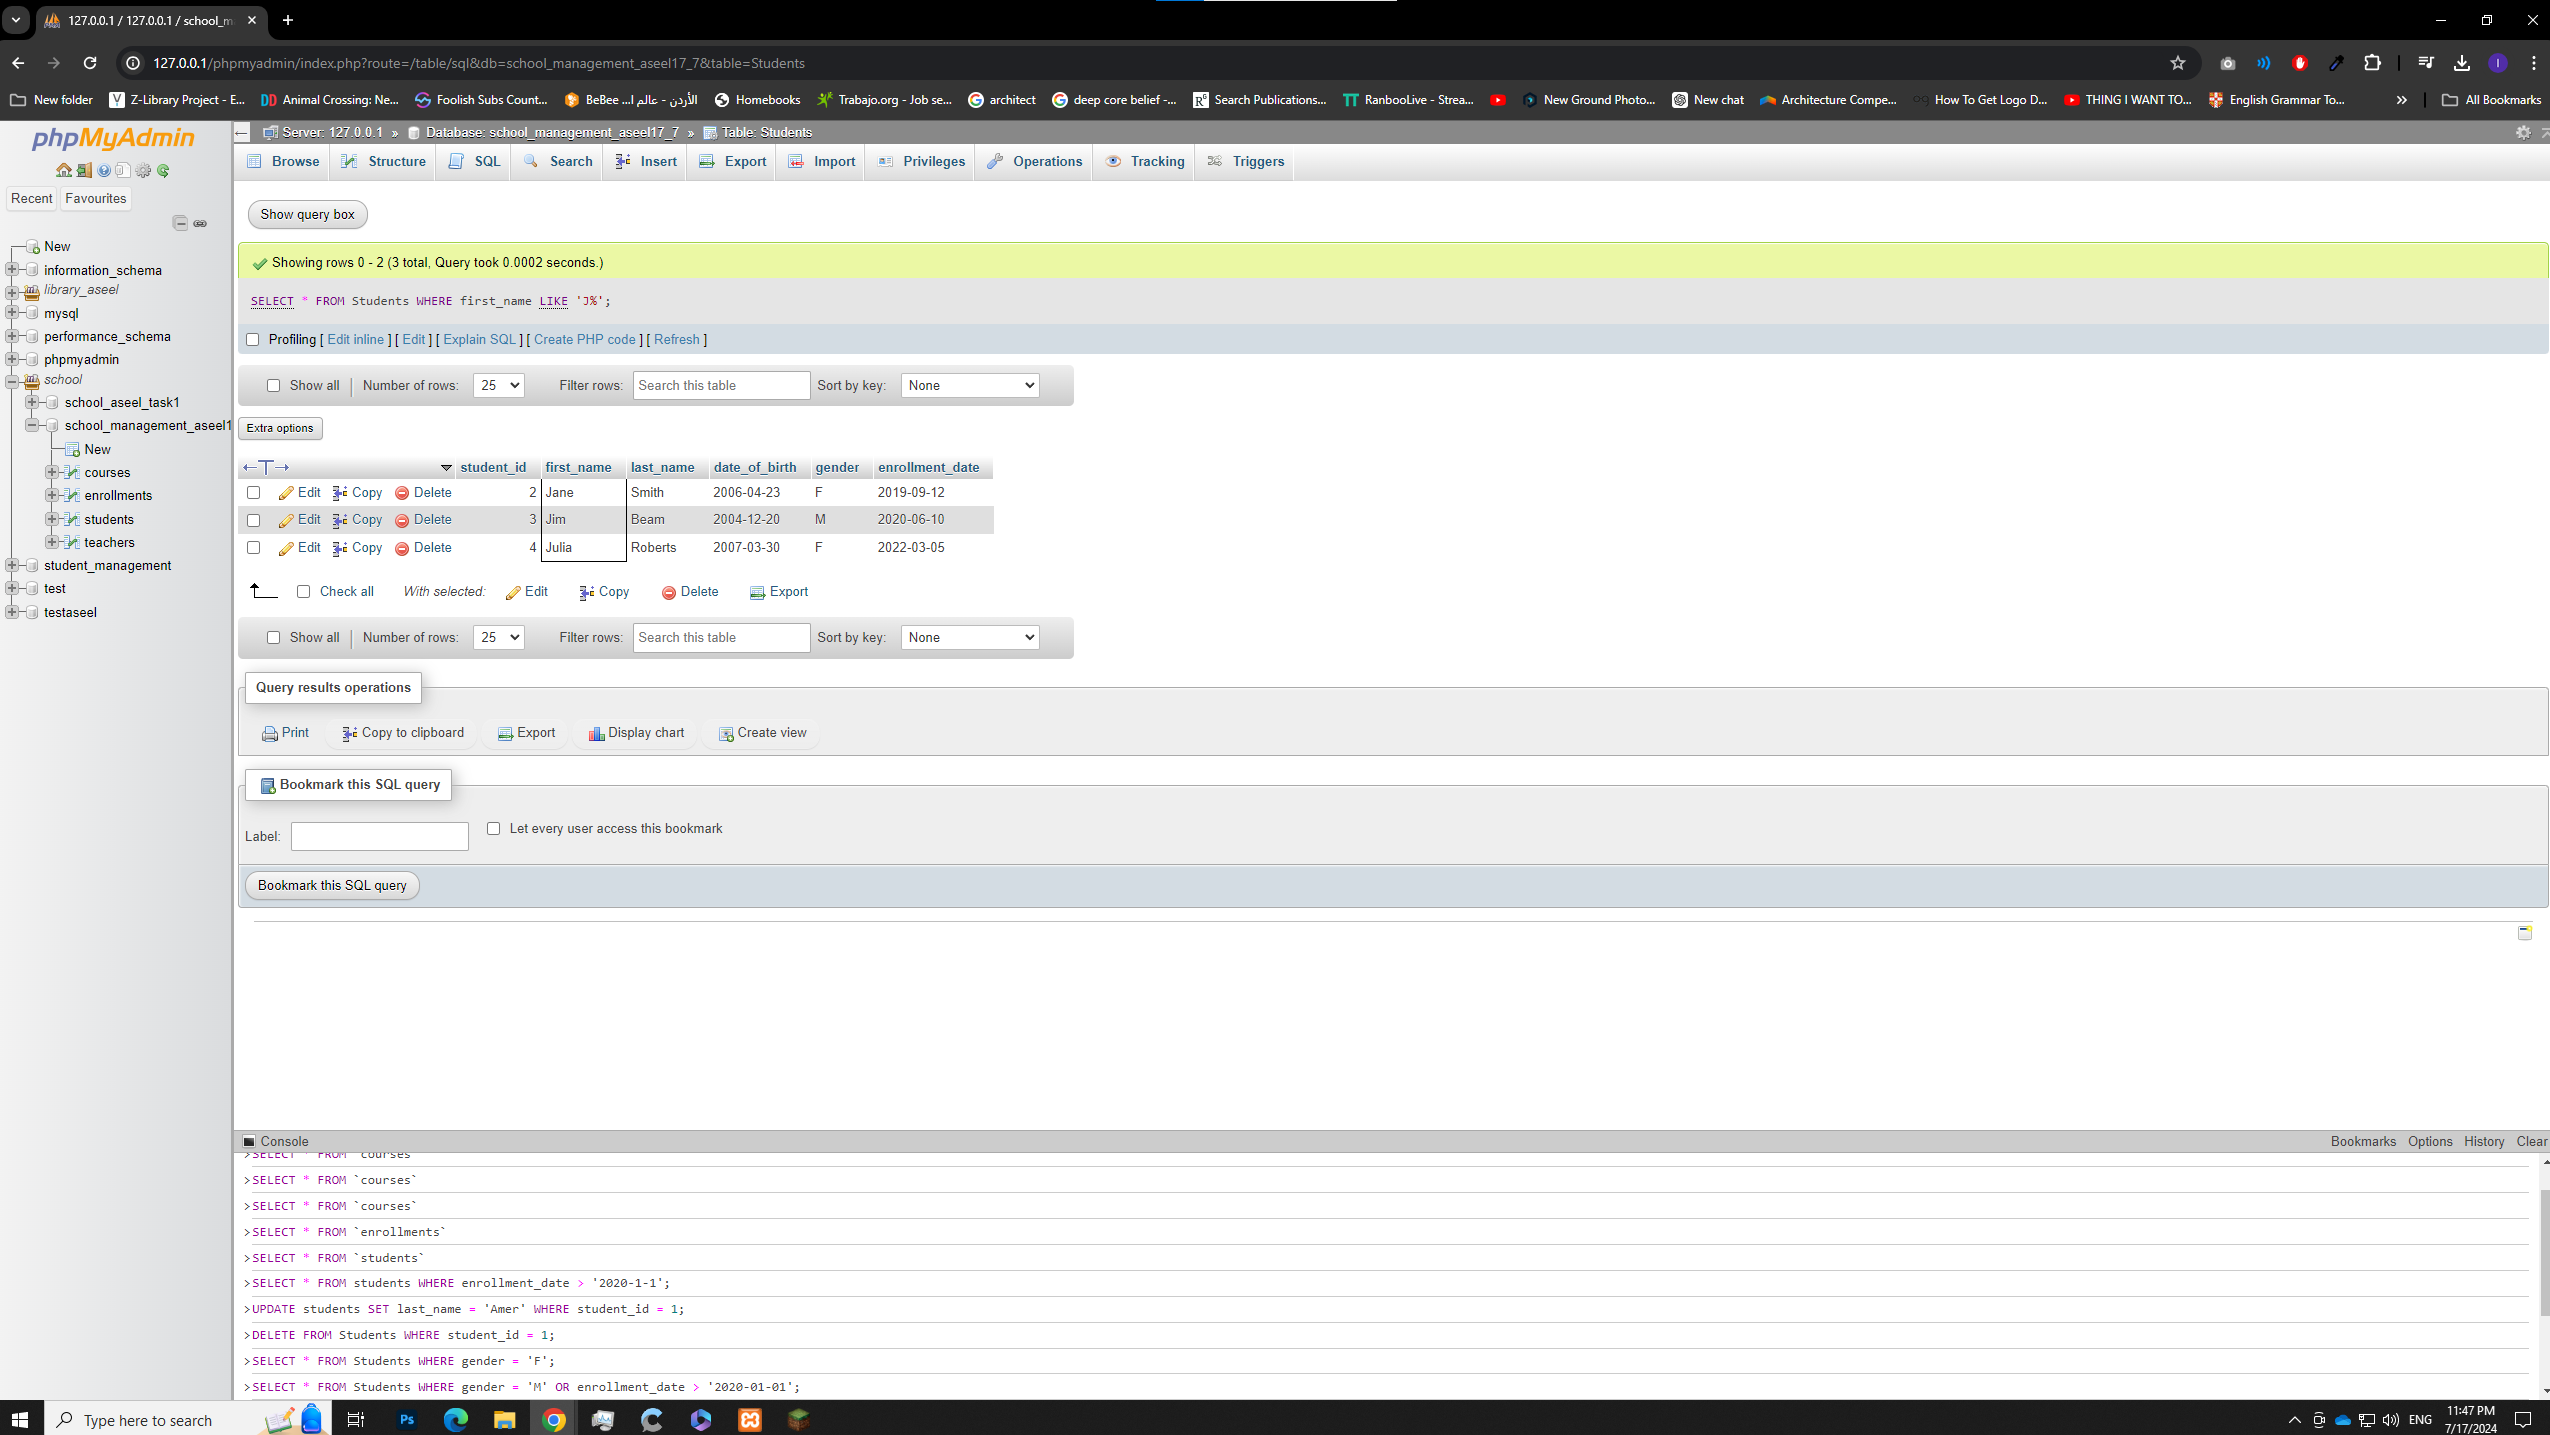 127.0.0.1 / 127.0.0.1 / school_m
127.0.0.1/phpmyadmin/index.php?route=/table/sql&db=school_management_aseel17_7&table=Students
New folder
Z-Library Project - E...
Animal Crossing: Ne...
Foolish Subs Count...
BeBee الأردن - عالم ا...
Homebooks
Trabajo.org - Job se...
architect
deep core belief -...
Search Publications...
RanbooLive - Strea...
New Ground Photo...
New chat
Architecture Compe...
How To Get Logo D...
THING I WANT TO...
English Grammar To...
»
All Bookmarks
phpMyAdmin
Recent
Favourites
New
information_schema
library_aseel
mysql
performance_schema
phpmyadmin
school
school_aseel_task1
school_management_aseel1
New
courses
enrollments
students
teachers
student_management
test
testaseel
Server: 127.0.0.1 » Database: school_management_aseel17_7 » Table: Students
Browse
Structure
SQL
Search
Insert
Export
Import
Privileges
Operations
Tracking
Triggers
Show query box
Showing rows 0 - 2 (3 total, Query took 0.0002 seconds.)
SELECT * FROM Students WHERE first_name LIKE 'J%';
Profiling [ Edit inline ] [ Edit ] [ Explain SQL ] [ Create PHP code ] [ Refresh ]
Show all | Number of rows: 25 Filter rows: Search this table Sort by key: None
Extra options
student_id first_name last_name date_of_birth gender enrollment_date
Edit Copy Delete 2 Jane Smith 2006-04-23 F 2019-09-12
Edit Copy Delete 3 Jim Beam 2004-12-20 M 2020-06-10
Edit Copy Delete 4 Julia Roberts 2007-03-30 F 2022-03-05
Check all With selected: Edit Copy Delete Export
Show all | Number of rows: 25 Filter rows: Search this table Sort by key: None
Query results operations
Print Copy to clipboard Export Display chart Create view
Bookmark this SQL query
Label:
Let every user access this bookmark
Bookmark this SQL query
Console
Bookmarks Options History Clear
>SELECT * FROM `courses`
>SELECT * FROM `courses`
>SELECT * FROM `courses`
>SELECT * FROM `enrollments`
>SELECT * FROM `students`
>SELECT * FROM students WHERE enrollment_date > '2020-1-1';
>UPDATE students SET last_name = 'Amer' WHERE student_id = 1;
>DELETE FROM Students WHERE student_id = 1;
>SELECT * FROM Students WHERE gender = 'F';
>SELECT * FROM Students WHERE gender = 'M' OR enrollment_date > '2020-01-01';
Type here to search
Ps
ENG
11:47 PM
7/17/2024